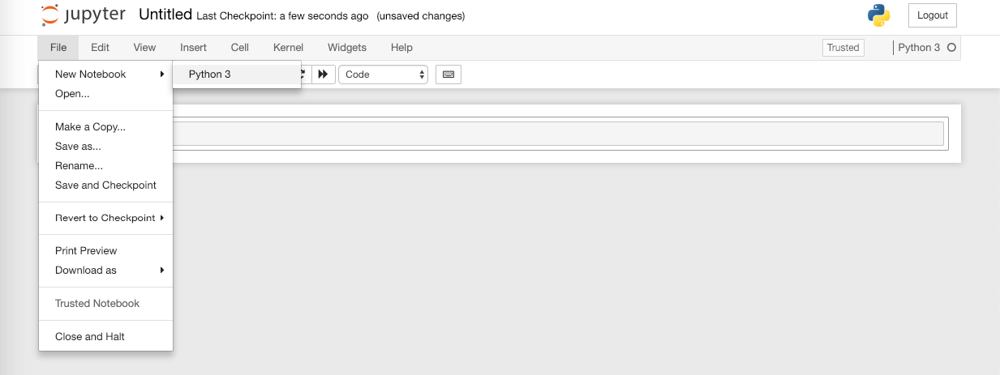 jupyter Untitled Last Checkpoint: a few seconds ago (unsaved changes) Logout
File Edit View Insert Cell Kernel Widgets Help Trusted Python 3
New Notebook Python 3 Code
Open...
Make a Copy...
Save as...
Rename...
Save and Checkpoint
Revert to Checkpoint
Print Preview
Download as
Trusted Notebook
Close and Halt